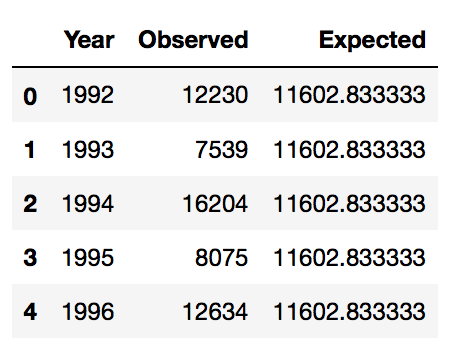 Year Observed Expected
0 1992 12230 11602.833333
1 1993 7539 11602.833333
2 1994 16204 11602.833333
3 1995 8075 11602.833333
4 1996 12634 11602.833333